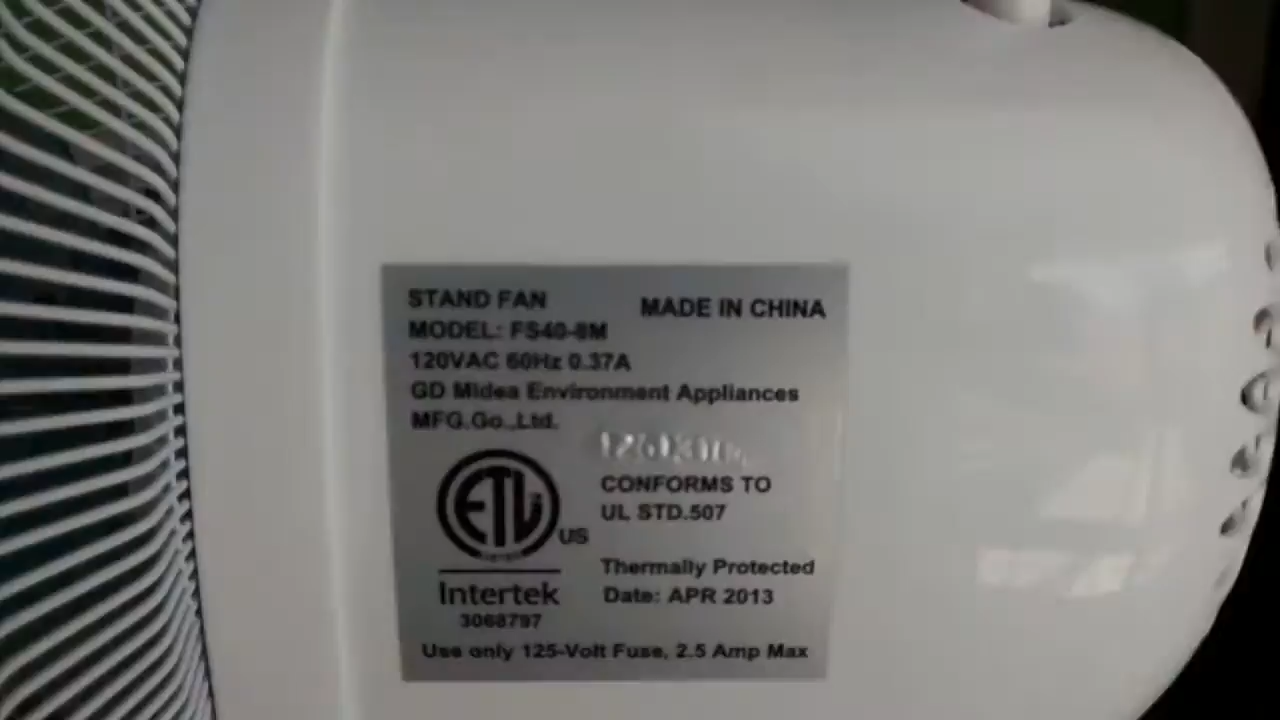 STAND FAN
MADE IN CHINA
MODEL: FS40-8M
120VAC 60Hz 0.37A
GD Midea Environment Appliances
MFG.Go.,Ltd.
CONFORMS TO
UL STD.507
ETL
US
Intertek
3068797
Thermally Protected
Date: APR 2013
Use only 125-Volt Fuse, 2.5 Amp Max